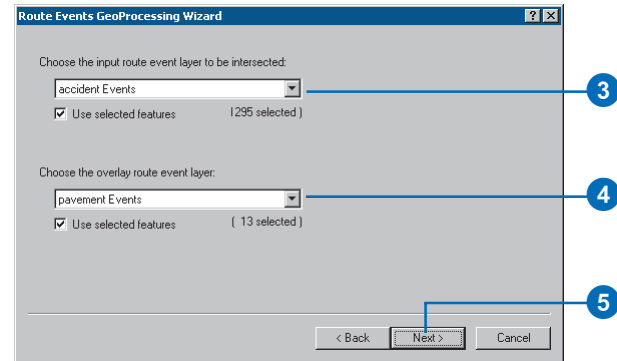 Route Events GeoProcessing Wizard
Choose the input route event layer to be intersected:
accident Events
3
Use selected features (295 selected )
Choose the overlay route event layer:
pavement Events
4
Use selected features ( 13 selected )
5
< Back Next > Cancel